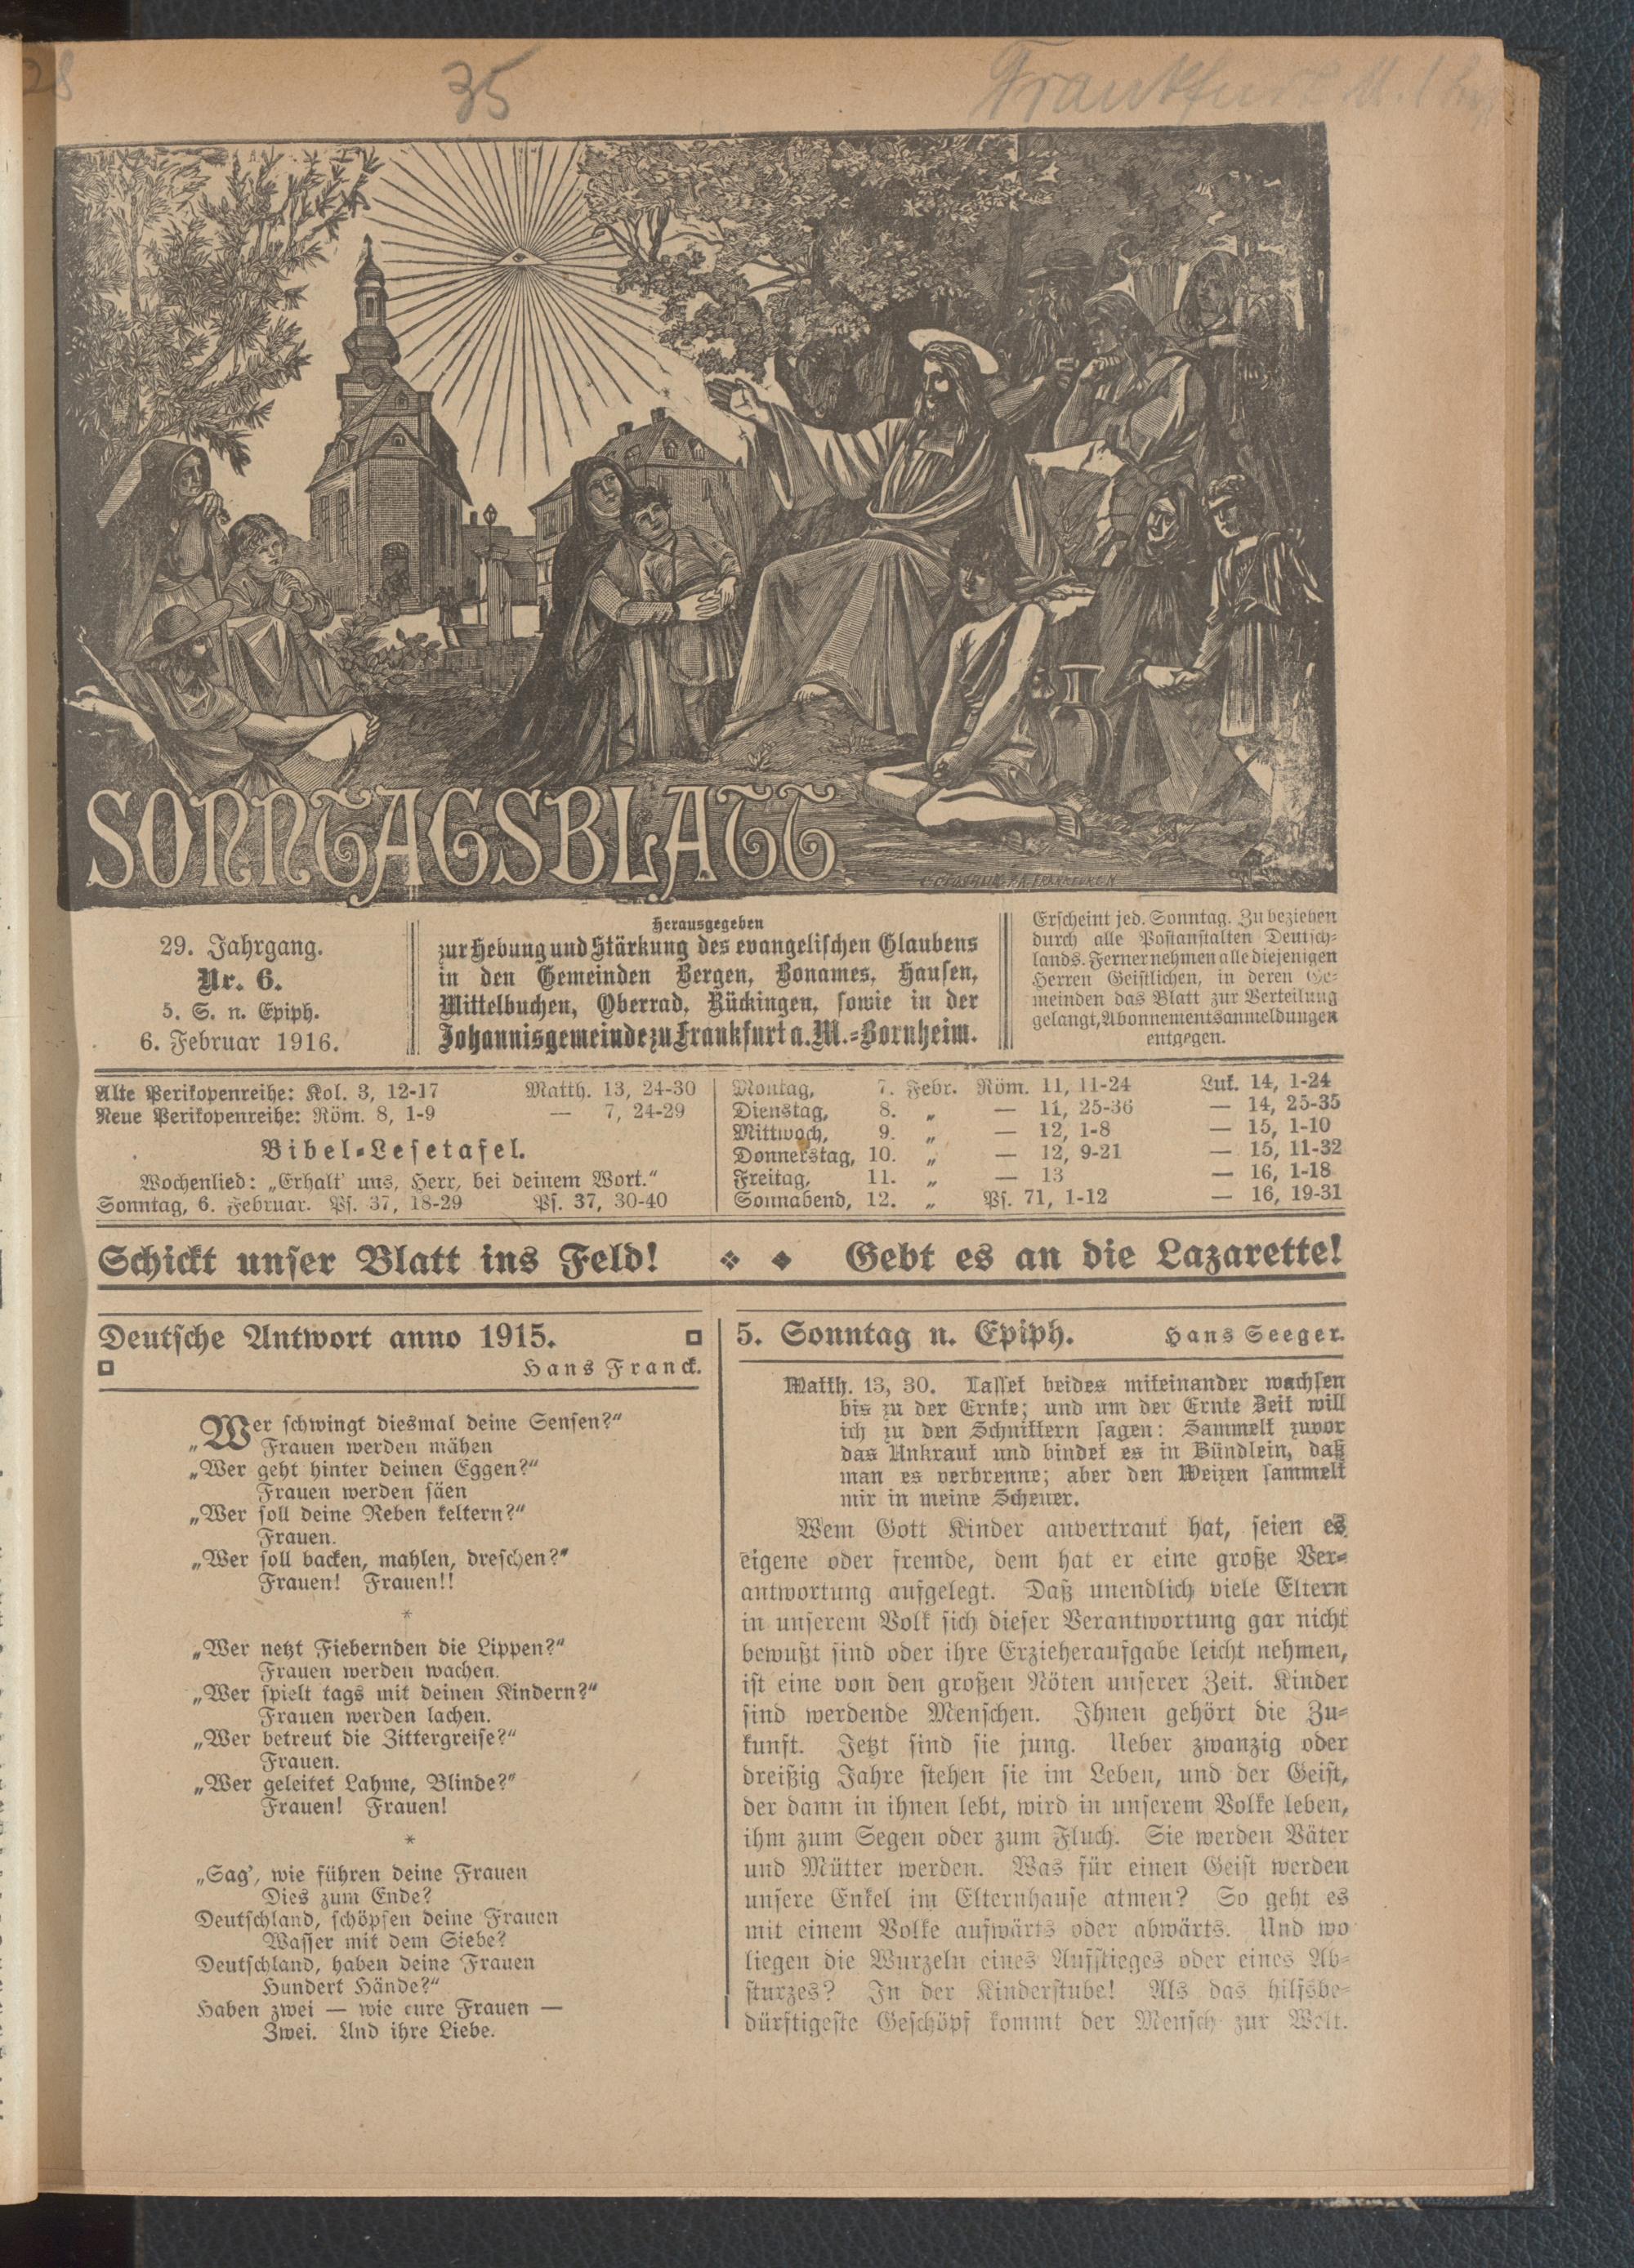 35
Frankfurt
SONNTAGSBLATT
29. Jahrgang.
Nr. 6.
5. S. n. Epiph.
6. Februar 1916.
Herausgegeben
zur Hebung und Stärkung des evangelischen Glaubens
in den Gemeinden Bergen, Bonames, Hausen,
Mittelbuchen, Oberrad, Rückingen, sowie in der
Johannisgemeinde zu Frankfurt a. M.-Bornheim.
Erscheint jed. Sonntag. Zu beziehen
durch alle Postanstalten Deutsch-
lands. Ferner nehmen alle diejenigen
Herren Geistlichen, in deren Ge-
meinden das Blatt zur Verteilung
gelangt, Abonnementsanmeldungen
entgegen.
Alte Perikopenreihe: Kol. 3, 12-17 Matth. 13, 24-30
Neue Perikopenreihe: Röm. 8, 1-9 — 7, 24-29
Bibel-Lesetafel.
Wochenlied: „Erhalt' uns, Herr, bei deinem Wort.“
Sonntag, 6. Februar. Ps. 37, 18-29 Ps. 37, 30-40
Montag, 7. Febr. Röm. 11, 11-24 Luk. 14, 1-24
Dienstag, 8. „ — 11, 25-36 — 14, 25-35
Mittwoch, 9. „ — 12, 1-8 — 15, 1-10
Donnerstag, 10. „ — 12, 9-21 — 15, 11-32
Freitag, 11. „ — 13 — 16, 1-18
Sonnabend, 12. „ Ps. 71, 1-12 — 16, 19-31
Schickt unser Blatt ins Feld! Gebt es an die Lazarette!
Deutsche Antwort anno 1915.
Hans Franck.
„Wer schwingt diesmal deine Sensen?“
Frauen werden mähen
„Wer geht hinter deinen Eggen?“
Frauen werden säen
„Wer soll deine Reben keltern?“
Frauen.
„Wer soll backen, mahlen, dreschen?“
Frauen! Frauen!!
*
„Wer netzt Fiebernden die Lippen?“
Frauen werden wachen.
„Wer spielt tags mit deinen Kindern?“
Frauen werden lachen.
„Wer betreut die Zittergreise?“
Frauen.
„Wer geleitet Lahme, Blinde?“
Frauen! Frauen!
*
„Sag', wie führen deine Frauen
Dies zum Ende?
Deutschland, schöpfen deine Frauen
Wasser mit dem Siebe?
Deutschland, haben deine Frauen
Hundert Hände?“
Haben zwei — wie eure Frauen —
Zwei. Und ihre Liebe.
5. Sonntag n. Epiph. Hans Seeger.
Matth. 13, 30. Lasset beides miteinander wachsen
bis zu der Ernte; und um der Ernte Zeit will
ich zu den Schnittern sagen: Sammelt zuvor
das Unkraut und bindet es in Bündlein, daß
man es verbrenne; aber den Weizen sammelt
mir in meine Scheuer.
Wem Gott Kinder anvertraut hat, seien es
eigene oder fremde, dem hat er eine große Ver-
antwortung aufgelegt. Daß unendlich viele Eltern
in unserem Volk sich dieser Verantwortung gar nicht
bewußt sind oder ihre Erzieheraufgabe leicht nehmen,
ist eine von den großen Nöten unserer Zeit. Kinder
sind werdende Menschen. Ihnen gehört die Zu-
kunft. Jetzt sind sie jung. Ueber zwanzig oder
dreißig Jahre stehen sie im Leben, und der Geist,
der dann in ihnen lebt, wird in unserem Volke leben,
ihm zum Segen oder zum Fluch. Sie werden Väter
und Mütter werden. Was für einen Geist werden
unsere Enkel im Elternhause atmen? So geht es
mit einem Volke aufwärts oder abwärts. Und wo
liegen die Wurzeln eines Aufstieges oder eines Ab-
sturzes? In der Kinderstube! Als das hilfsbe-
dürftigeste Geschöpf kommt der Mensch zur Welt.